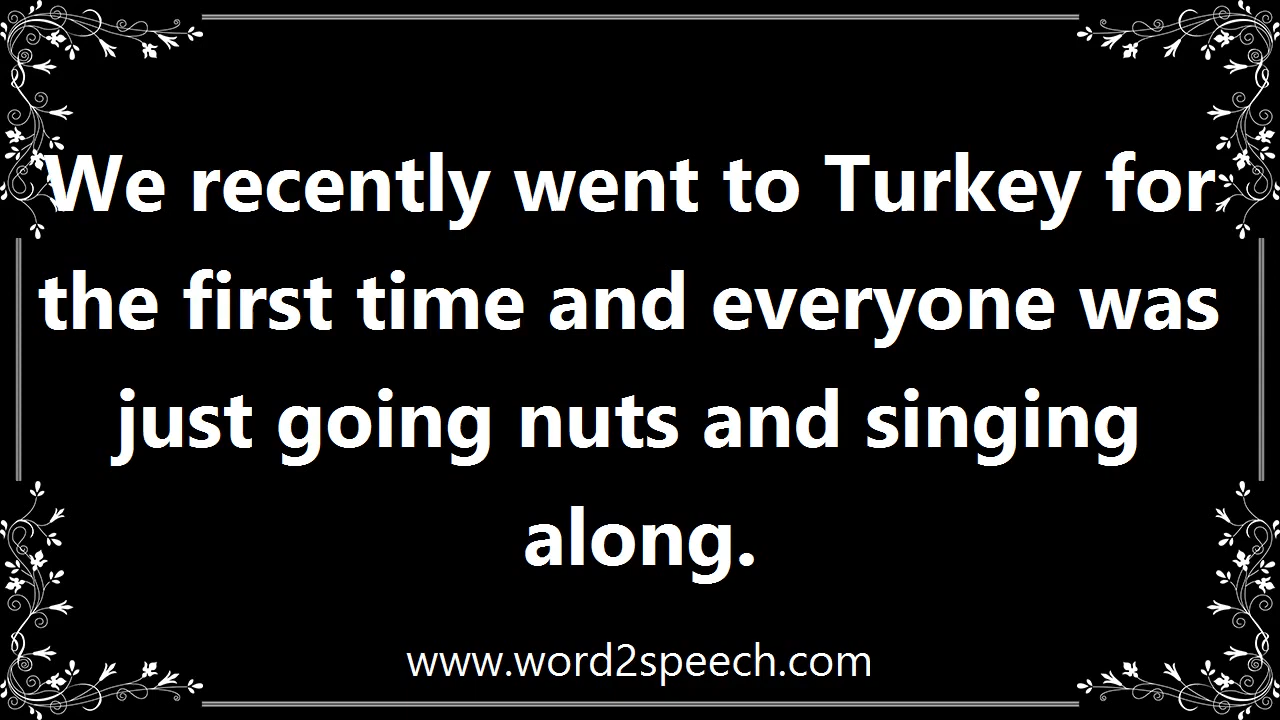 We recently went to Turkey for
the first time and everyone was
just going nuts and singing
along.
www.word2speech.com